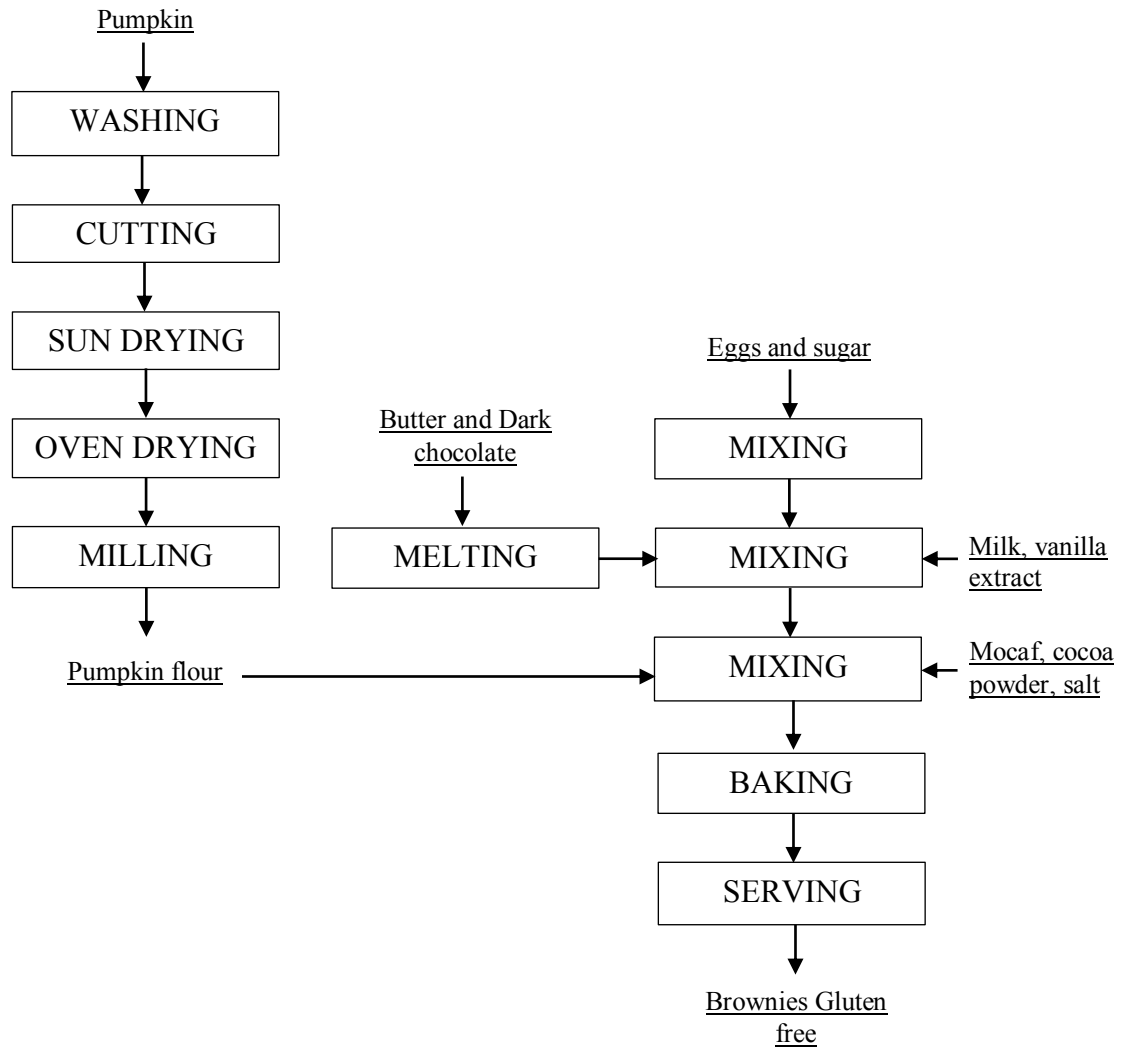 Pumpkin
WASHING
CUTTING
SUN DRYING
OVEN DRYING
MILLING
Pumpkin flour
Butter and Dark
chocolate
MELTING
Eggs and sugar
MIXING
MIXING
Milk, vanilla
extract
MIXING
Mocaf, cocoa
powder, salt
BAKING
SERVING
Brownies Gluten
free